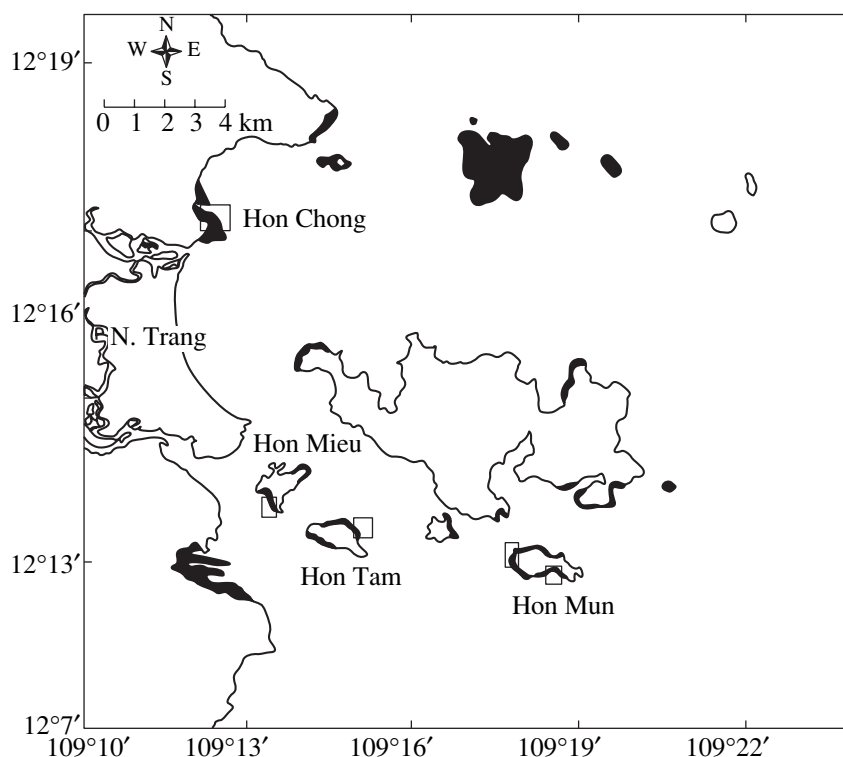 12°19′
N
W E
S
0 1 2 3 4 km
Hon Chong
12°16′
N. Trang
Hon Mieu
12°13′
Hon Tam
Hon Mun
12°7′
109°10′ 109°13′ 109°16′ 109°19′ 109°22′